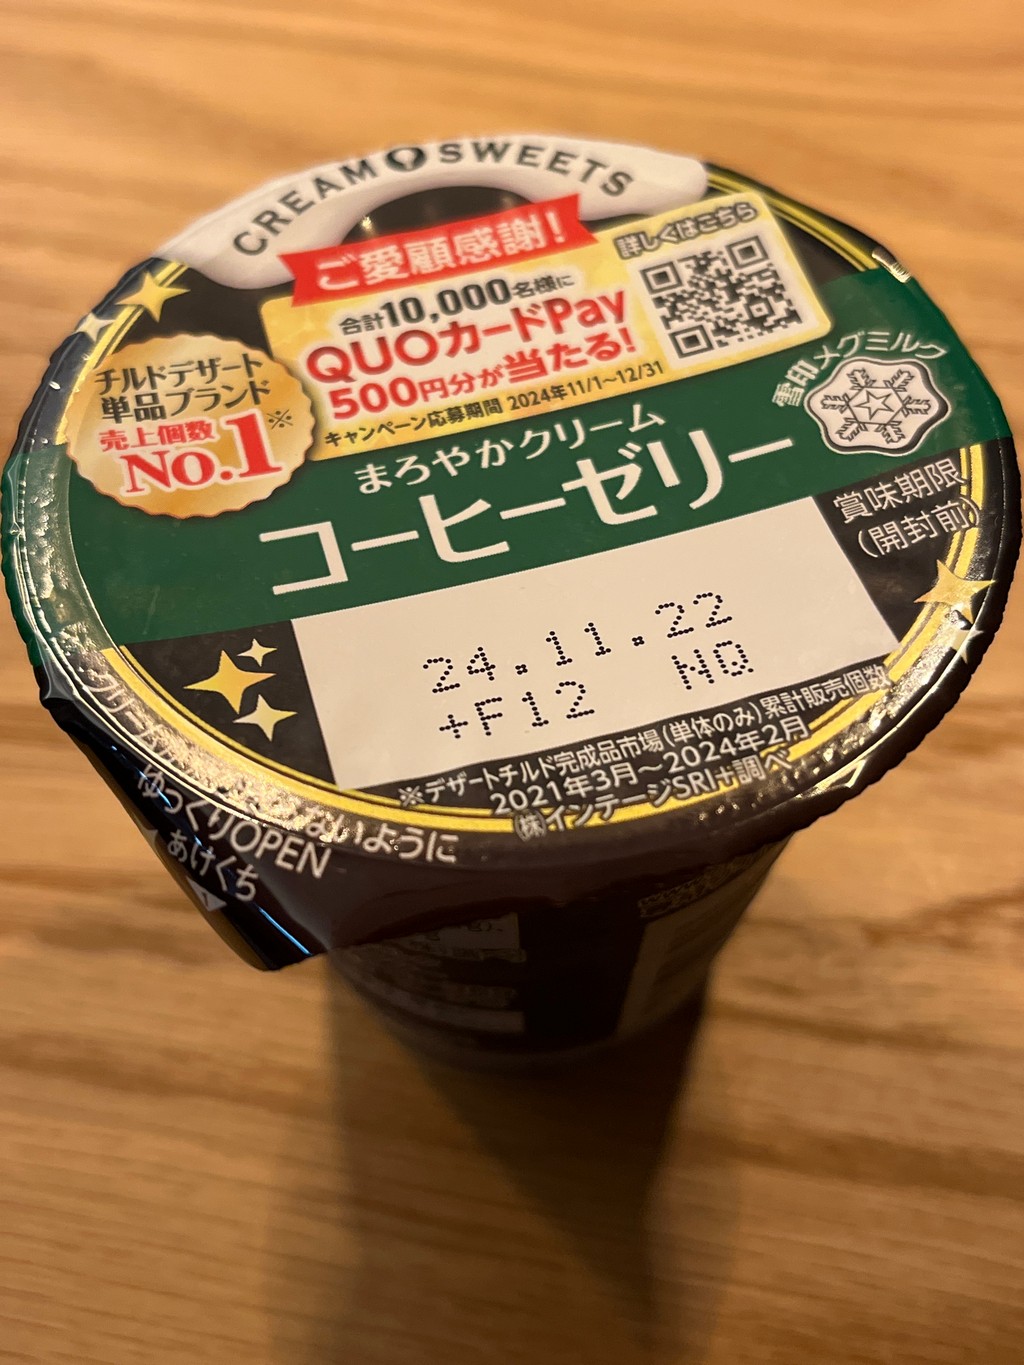 CREAM SWEETS
ご愛顧感謝!
合計10,000名様に
QUOカードPay
500円分が当たる!
キャンペーン応募期間 2024年11/1~12/31
詳しくはこちら
チルドデザート
単品ブランド
売上個数
No.1※
雪印メグミルク
まろやかクリーム
コーヒーゼリー
賞味期限
(開封前)
24.11.22
+F12 NQ
※デザートチルド完成品市場(単体のみ)累計販売個数
2021年3月~2024年2月
㈱インテージSRI+調べ
ないように
ゆっくりOPEN
あけくち